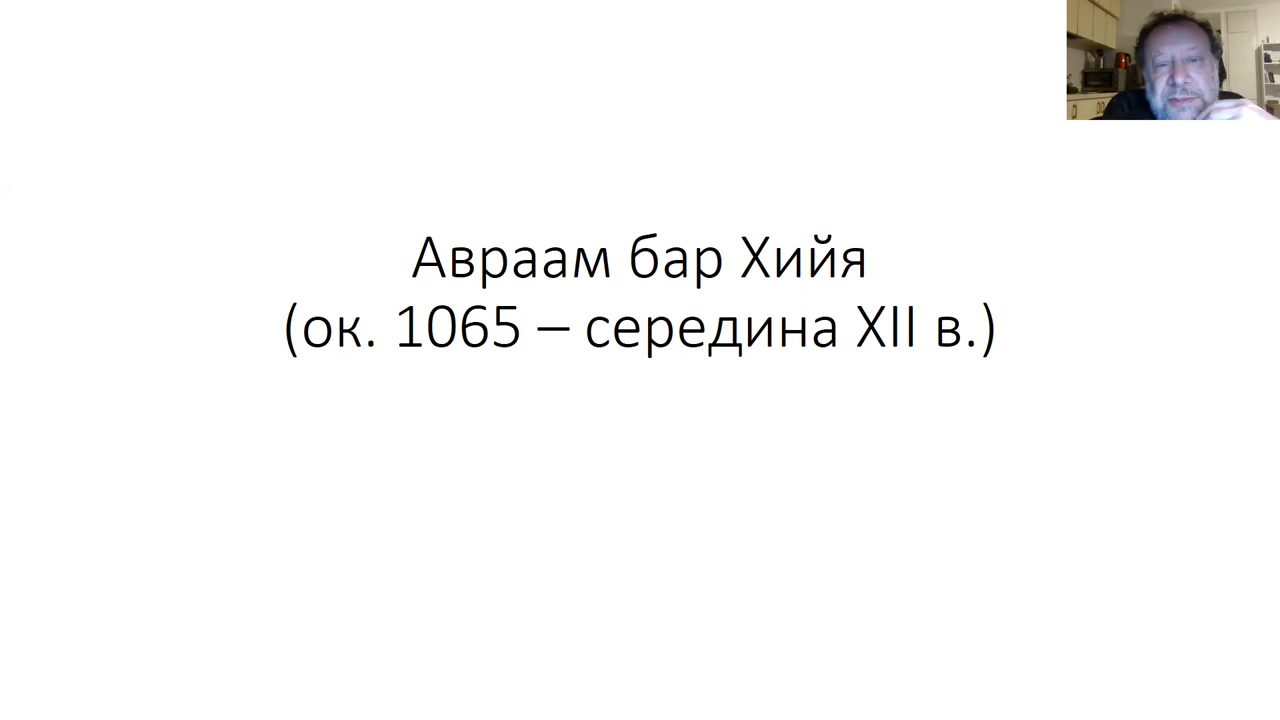 Авраам бар Хийя
(ок. 1065 – середина XII в.)